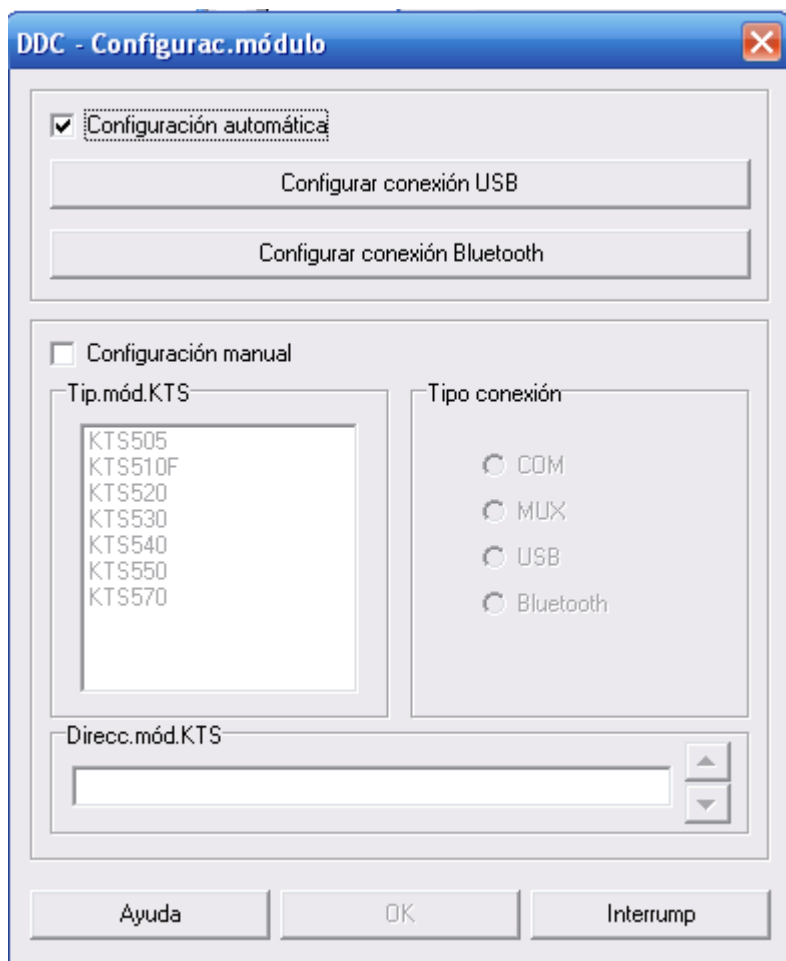 DDC - Configurac.módulo
Configuración automática
Configurar conexión USB
Configurar conexión Bluetooth
Configuración manual
Tip.mód.KTS
KTS505
KTS510F
KTS520
KTS530
KTS540
KTS550
KTS570
Tipo conexión
COM
MUX
USB
Bluetooth
Direcc.mód.KTS
Ayuda
OK
Interrump